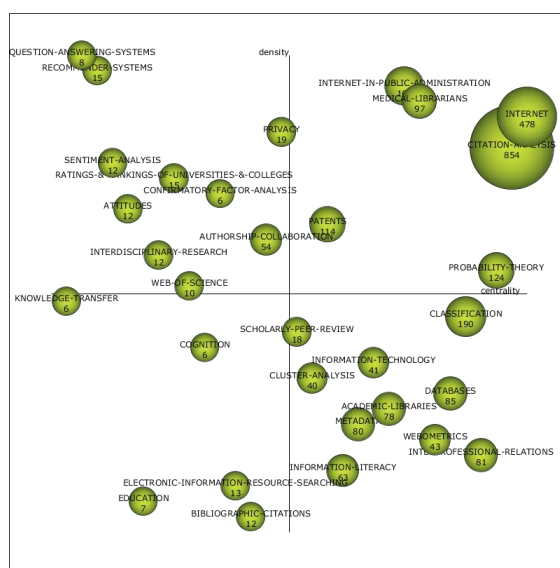 QUESTION-ANSWERING-SYSTEMS
8
density
RECOMMENDER-SYSTEMS
15
INTERNET-IN-PUBLIC-ADMINISTRATION
MEDICAL-LIBRARIANS
97
INTERNET
478
PRIVACY
19
CITATION-ANALYSIS
854
SENTIMENT-ANALYSIS
12
RATINGS-&-RANKINGS-OF-UNIVERSITIES-&-COLLEGES
15
CONFIRMATORY-FACTOR-ANALYSIS
6
ATTITUDES
12
PATENTS
114
AUTHORSHIP-COLLABORATION
54
INTERDISCIPLINARY-RESEARCH
12
PROBABILITY-THEORY
124
WEB-OF-SCIENCE
10
centrality
KNOWLEDGE-TRANSFER
6
CLASSIFICATION
190
SCHOLARLY-PEER-REVIEW
18
COGNITION
6
INFORMATION-TECHNOLOGY
41
CLUSTER-ANALYSIS
40
DATABASES
85
ACADEMIC-LIBRARIES
78
METADATA
80
WEBOMETRICS
43
INTERPROFESSIONAL-RELATIONS
81
INFORMATION-LITERACY
63
ELECTRONIC-INFORMATION-RESOURCE-SEARCHING
13
EDUCATION
7
BIBLIOGRAPHIC-CITATIONS
12